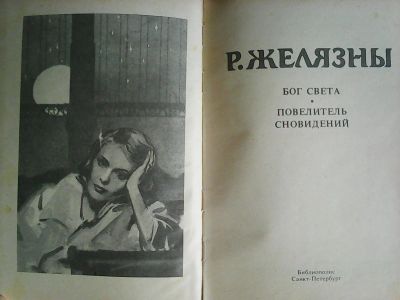 Р. ЖЕЛЯЗНЫ
БОГ СВЕТА
•
ПОВЕЛИТЕЛЬ
СНОВИДЕНИЙ
Библиополис
Санкт-Петербург